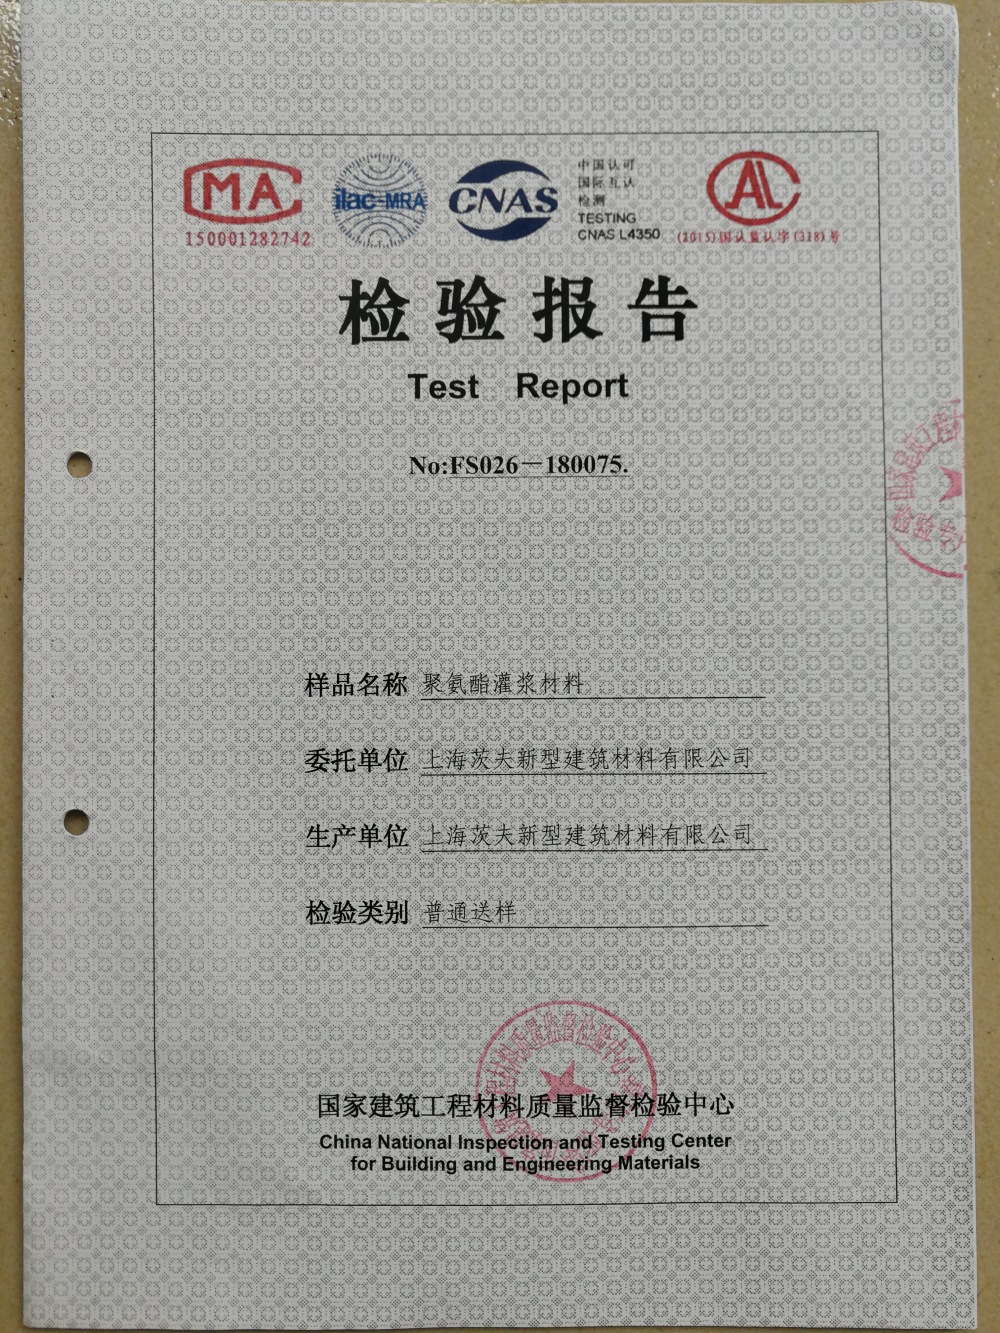 MA
150001282742
ilac-MRA
CNAS
中国认可
国际互认
检测
TESTING
CNAS L4350
AL
(2015)国认监认字(318)号
检验报告
Test Report
No:FS026－180075.
样品名称 聚氨酯灌浆材料
委托单位 上海茨夫新型建筑材料有限公司
生产单位 上海茨夫新型建筑材料有限公司
检验类别 普通送样
国家建筑工程材料质量监督检验中心
China National Inspection and Testing Center
for Building and Engineering Materials